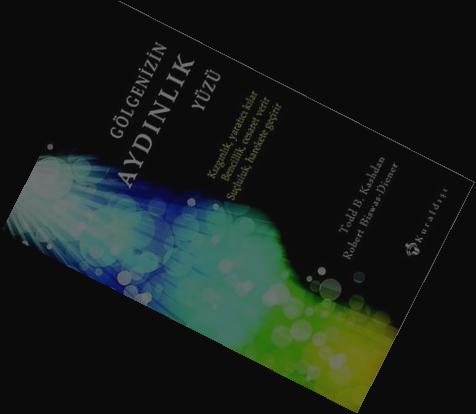 GÖLGENİZİN
AYDINLIK
YÜZÜ
Kızgınlık, yaratıcı kılar
Bencillik, cesaret verir
Suçluluk, harekete geçirir
Todd B. Kashdan
Robert Biswas-Diener
Kuraldışı